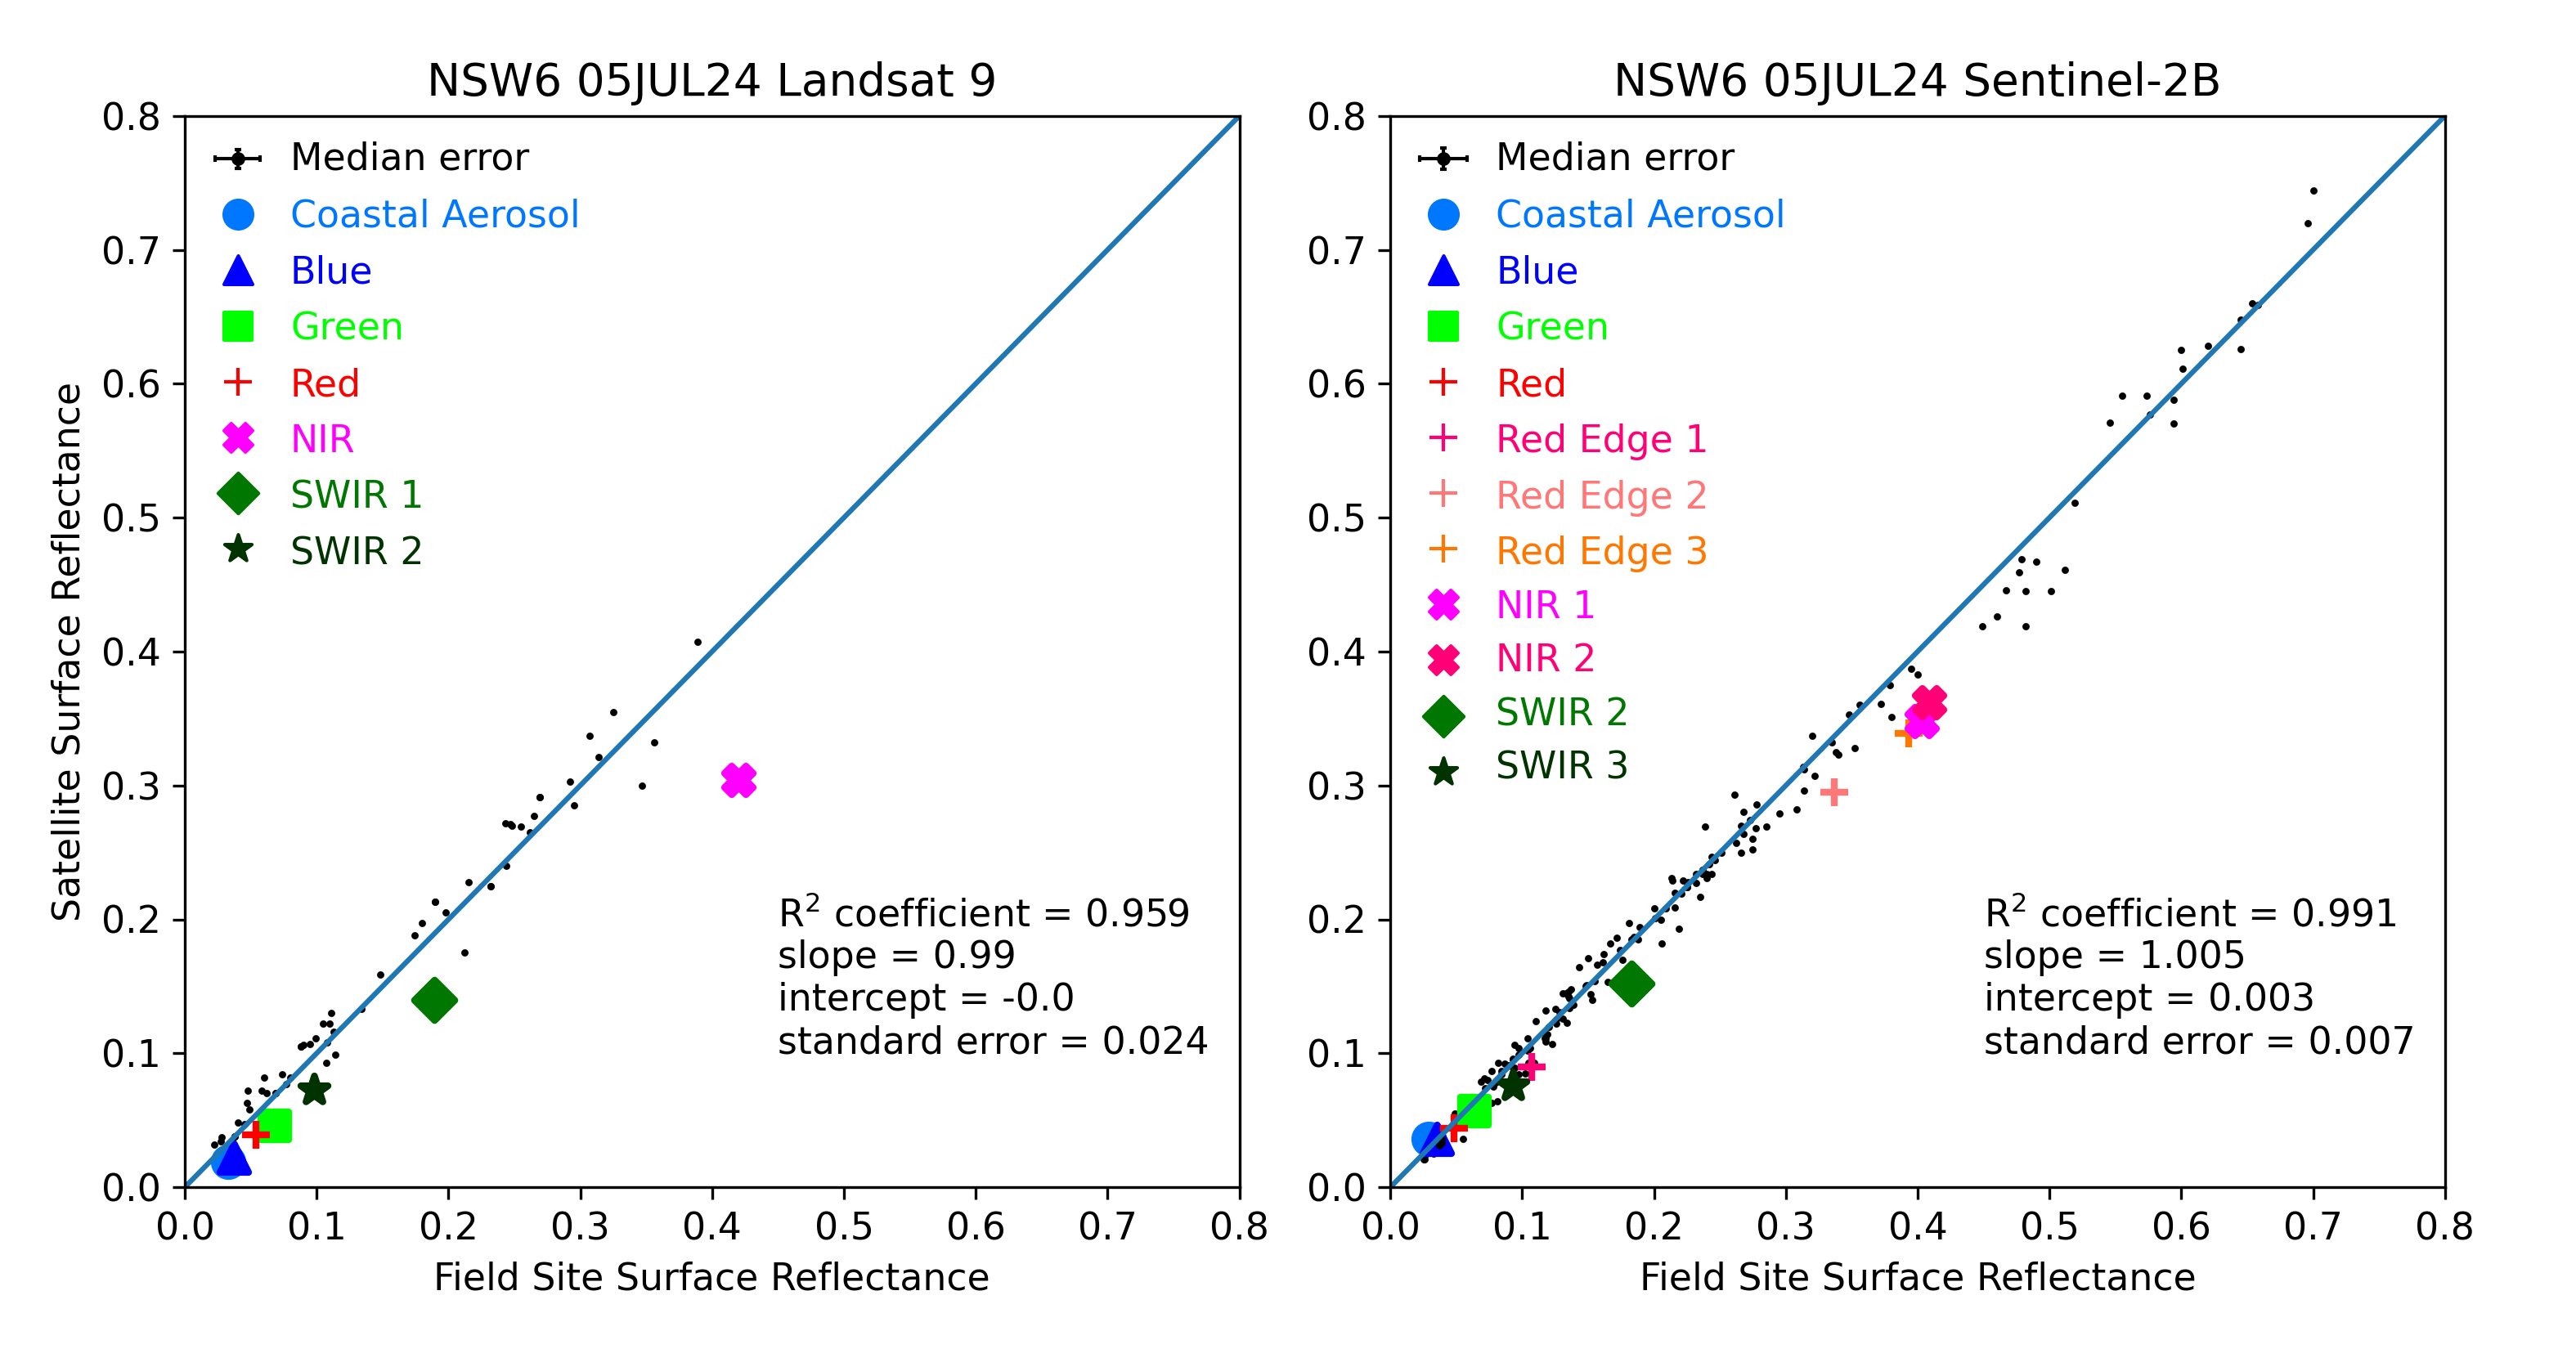 NSW6 05JUL24 Landsat 9
Satellite Surface Reflectance
0.8
0.7
0.6
0.5
0.4
0.3
0.2
0.1
0.0
Median error
Coastal Aerosol
Blue
Green
Red
NIR
SWIR 1
SWIR 2
R² coefficient = 0.959
slope = 0.99
intercept = -0.0
standard error = 0.024
0.0 0.1 0.2 0.3 0.4 0.5 0.6 0.7 0.8
Field Site Surface Reflectance
NSW6 05JUL24 Sentinel-2B
0.8
0.7
0.6
0.5
0.4
0.3
0.2
0.1
0.0
Median error
Coastal Aerosol
Blue
Green
Red
Red Edge 1
Red Edge 2
Red Edge 3
NIR 1
NIR 2
SWIR 2
SWIR 3
R² coefficient = 0.991
slope = 1.005
intercept = 0.003
standard error = 0.007
0.0 0.1 0.2 0.3 0.4 0.5 0.6 0.7 0.8
Field Site Surface Reflectance